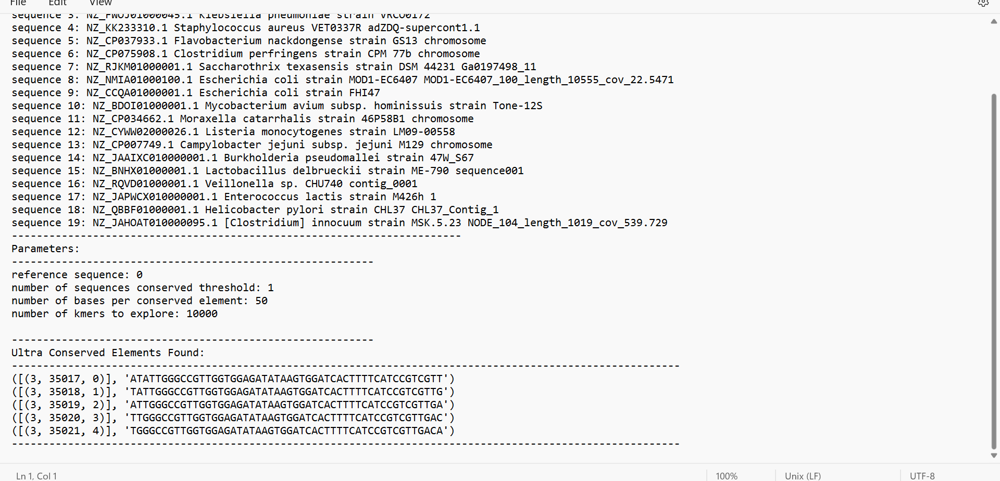 File Edit View
sequence 3: NZ_FWOJ01000045.1 Klebsiella pneumoniae strain VRCO0172
sequence 4: NZ_KK233310.1 Staphylococcus aureus VET0337R adZDQ-supercont1.1
sequence 5: NZ_CP037933.1 Flavobacterium nackdongense strain GS13 chromosome
sequence 6: NZ_CP075908.1 Clostridium perfringens strain CPM 77b chromosome
sequence 7: NZ_RJKM01000001.1 Saccharothrix texasensis strain DSM 44231 Ga0197498_11
sequence 8: NZ_NMIA01000100.1 Escherichia coli strain MOD1-EC6407 MOD1-EC6407_100_length_10555_cov_22.5471
sequence 9: NZ_CCQA01000001.1 Escherichia coli strain FHI47
sequence 10: NZ_BDOI01000001.1 Mycobacterium avium subsp. hominissuis strain Tone-12S
sequence 11: NZ_CP034662.1 Moraxella catarrhalis strain 46P58B1 chromosome
sequence 12: NZ_CYWW02000026.1 Listeria monocytogenes strain LM09-00558
sequence 13: NZ_CP007749.1 Campylobacter jejuni subsp. jejuni M129 chromosome
sequence 14: NZ_JAAIXC010000001.1 Burkholderia pseudomallei strain 47W_S67
sequence 15: NZ_BNHX01000001.1 Lactobacillus delbrueckii strain ME-790 sequence001
sequence 16: NZ_RQVD01000001.1 Veillonella sp. CHU740 contig_0001
sequence 17: NZ_JAPWCX010000001.1 Enterococcus lactis strain M426h 1
sequence 18: NZ_QBBF01000001.1 Helicobacter pylori strain CHL37 CHL37_Contig_1
sequence 19: NZ_JAHOAT010000095.1 [Clostridium] innocuum strain MSK.5.23 NODE_104_length_1019_cov_539.729
------------------------------------------------------------------------
Parameters:
----------------------------------------------------------
reference sequence: 0
number of sequences conserved threshold: 1
number of bases per conserved element: 50
number of kmers to explore: 10000
----------------------------------------------------------
Ultra Conserved Elements Found:
-----------------------------------------------------------------------------------------------------------
([(3, 35017, 0)], 'ATATTGGGCCGTTGGTGGAGATATAAGTGGATCACTTTTCATCCGTCGTT')
([(3, 35018, 1)], 'TATTGGGCCGTTGGTGGAGATATAAGTGGATCACTTTTCATCCGTCGTTG')
([(3, 35019, 2)], 'ATTGGGCCGTTGGTGGAGATATAAGTGGATCACTTTTCATCCGTCGTTGA')
([(3, 35020, 3)], 'TTGGGCCGTTGGTGGAGATATAAGTGGATCACTTTTCATCCGTCGTTGAC')
([(3, 35021, 4)], 'TGGGCCGTTGGTGGAGATATAAGTGGATCACTTTTCATCCGTCGTTGACA')
-----------------------------------------------------------------------------------------------------------
Ln 1, Col 1 100% Unix (LF) UTF-8